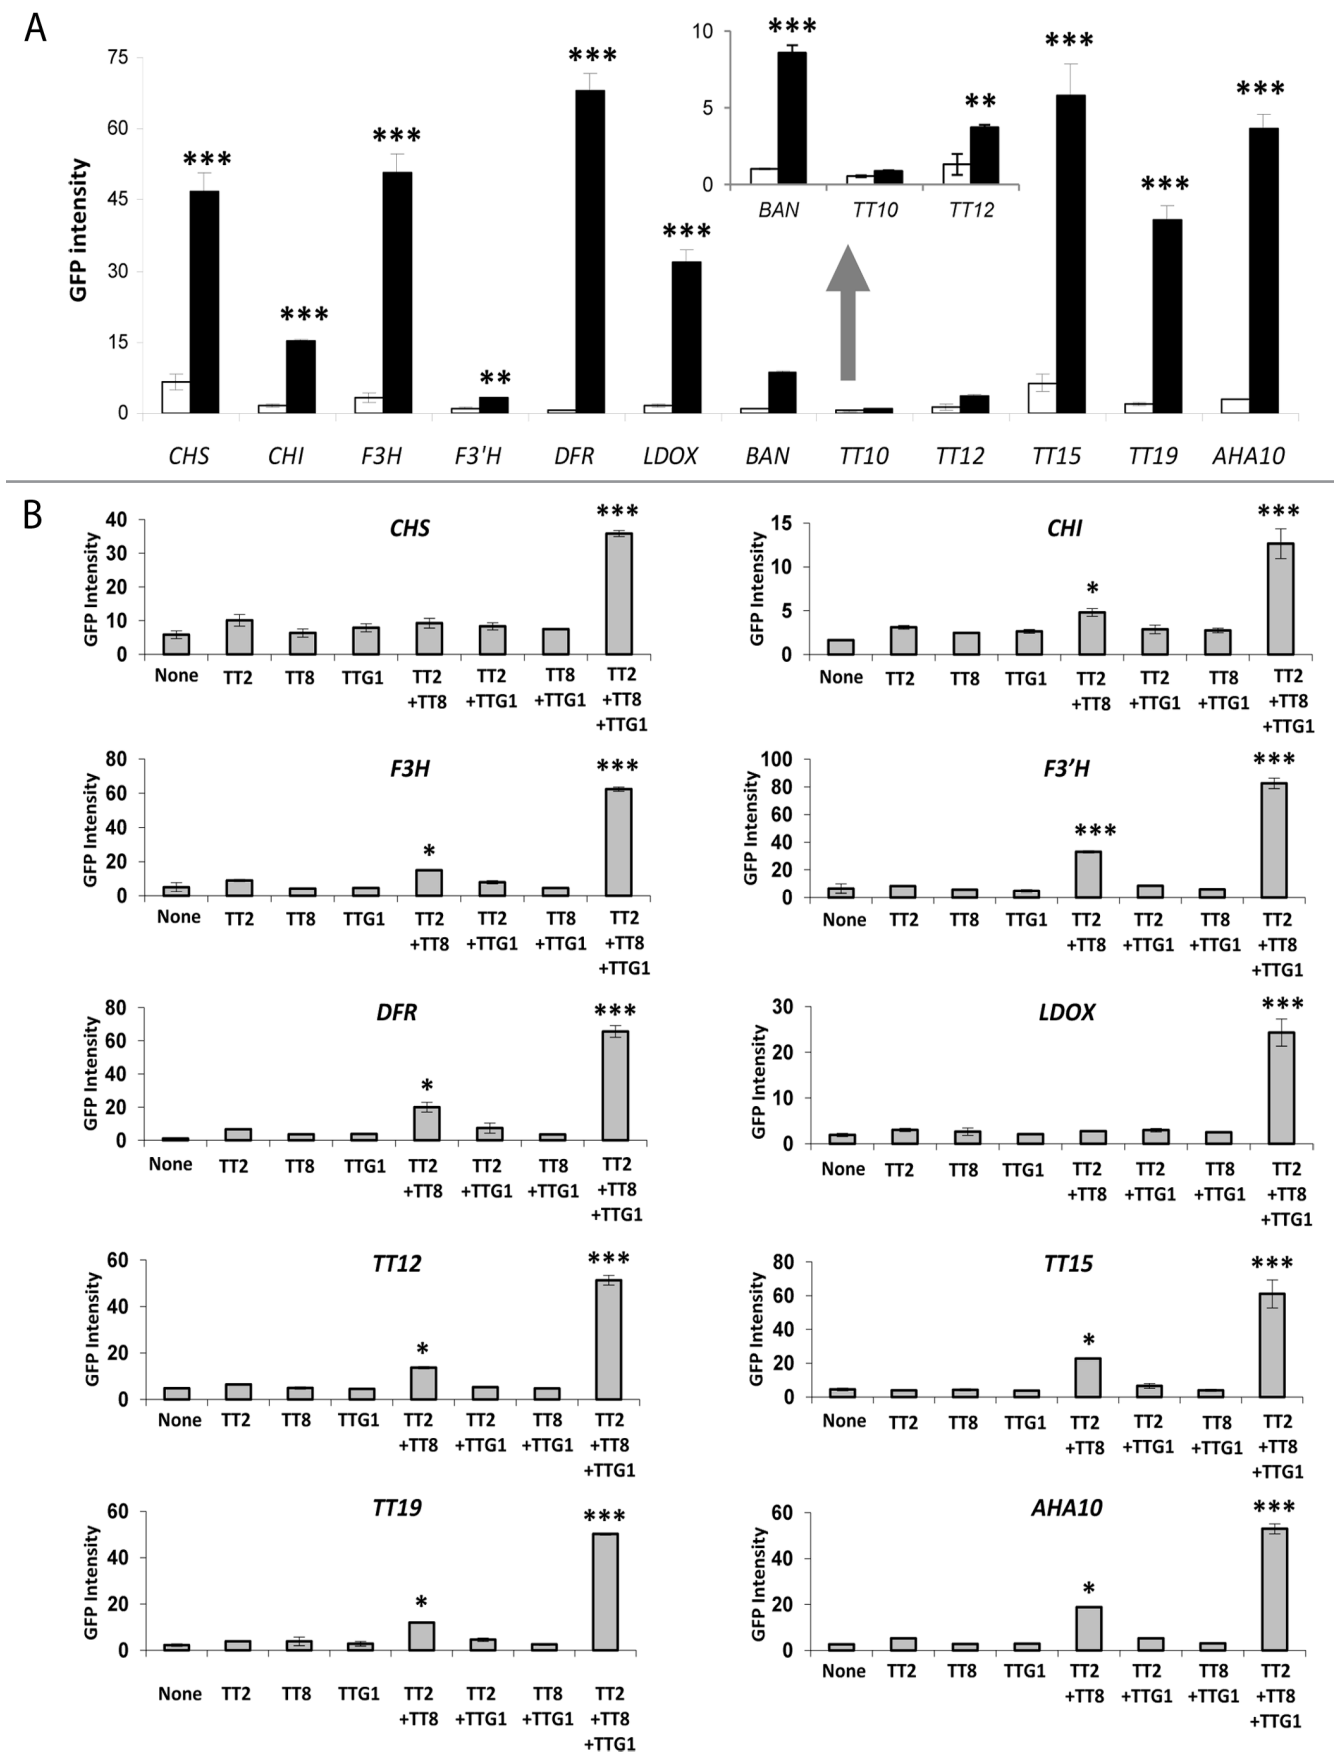 A
GFP intensity
75
60
45
30
15
0
***
***
***
**
***
***
***
***
***
CHS CHI F3H F3'H DFR LDOX BAN TT10 TT12 TT15 TT19 AHA10
10
5
0
***
**
BAN TT10 TT12
B
CHS
GFP Intensity
40
30
20
10
0
***
None TT2 TT8 TTG1 TT2 TT2 TT8 TT2
+TT8 +TTG1 +TTG1 +TT8
+TTG1
CHI
GFP Intensity
15
10
5
0
*
***
None TT2 TT8 TTG1 TT2 TT2 TT8 TT2
+TT8 +TTG1 +TTG1 +TT8
+TTG1
F3H
GFP Intensity
80
60
40
20
0
*
***
None TT2 TT8 TTG1 TT2 TT2 TT8 TT2
+TT8 +TTG1 +TTG1 +TT8
+TTG1
F3’H
GFP Intensity
100
80
60
40
20
0
***
***
None TT2 TT8 TTG1 TT2 TT2 TT8 TT2
+TT8 +TTG1 +TTG1 +TT8
+TTG1
DFR
GFP Intensity
80
60
40
20
0
*
***
None TT2 TT8 TTG1 TT2 TT2 TT8 TT2
+TT8 +TTG1 +TTG1 +TT8
+TTG1
LDOX
GFP Intensity
30
20
10
0
***
None TT2 TT8 TTG1 TT2 TT2 TT8 TT2
+TT8 +TTG1 +TTG1 +TT8
+TTG1
TT12
GFP Intensity
60
40
20
0
*
***
None TT2 TT8 TTG1 TT2 TT2 TT8 TT2
+TT8 +TTG1 +TTG1 +TT8
+TTG1
TT15
GFP Intensity
80
60
40
20
0
*
***
None TT2 TT8 TTG1 TT2 TT2 TT8 TT2
+TT8 +TTG1 +TTG1 +TT8
+TTG1
TT19
GFP Intensity
60
40
20
0
*
***
None TT2 TT8 TTG1 TT2 TT2 TT8 TT2
+TT8 +TTG1 +TTG1 +TT8
+TTG1
AHA10
GFP Intensity
60
40
20
0
*
***
None TT2 TT8 TTG1 TT2 TT2 TT8 TT2
+TT8 +TTG1 +TTG1 +TT8
+TTG1